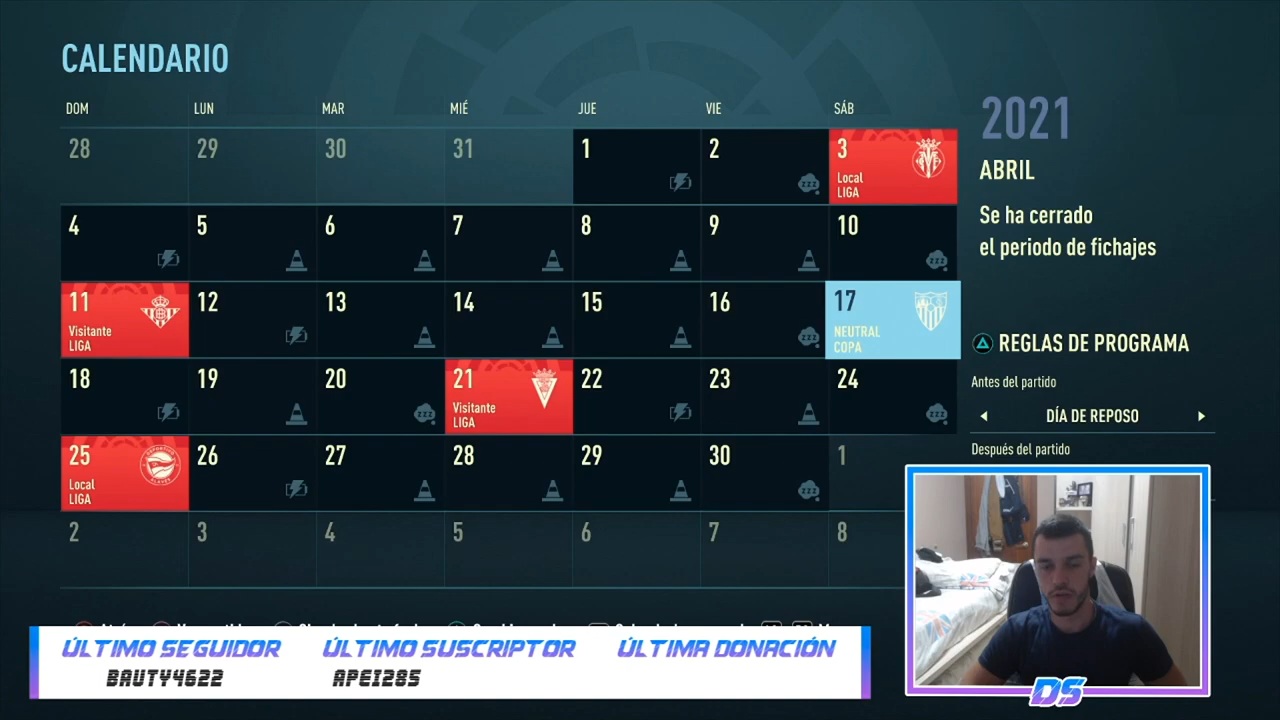 CALENDARIO
DOM LUN MAR MIÉ JUE VIE SÁB
28 29 30 31 1 2 3
Local
LIGA
4 5 6 7 8 9 10
11 12 13 14 15 16 17
Visitante
LIGA
NEUTRAL
COPA
18 19 20 21 22 23 24
Visitante
LIGA
25 26 27 28 29 30 1
Local
LIGA
2 3 4 5 6 7 8
2021
ABRIL
Se ha cerrado
el periodo de fichajes
REGLAS DE PROGRAMA
Antes del partido
DÍA DE REPOSO
Después del partido
ÚLTIMO SEGUIDOR ÚLTIMO SUSCRIPTOR ÚLTIMA DONACIÓN
BAUTY4622 APEI285
DS